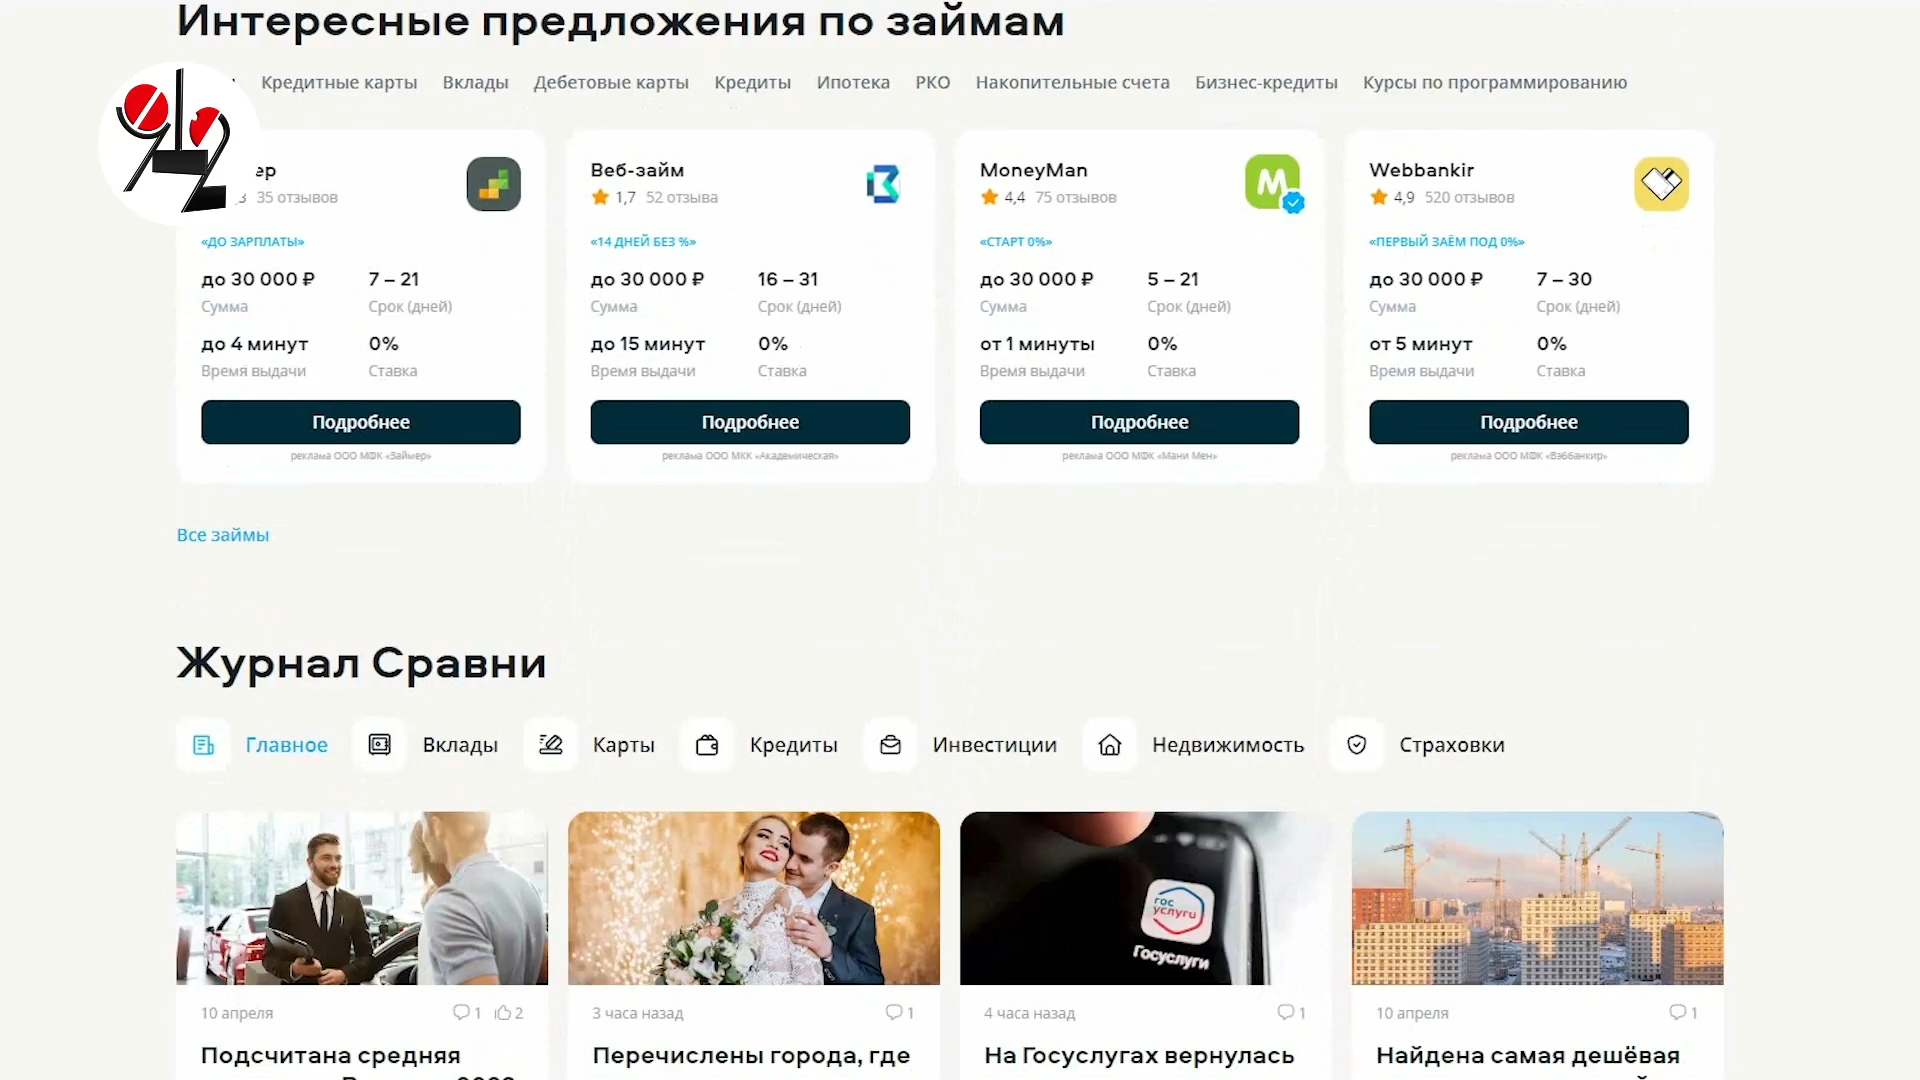 Интересные предложения по займам
Кредитные карты Вклады Дебетовые карты Кредиты Ипотека РКО Накопительные счета Бизнес-кредиты Курсы по программированию
35 отзывов
«ДО ЗАРПЛАТЫ»
до 30 000 ₽ 7 – 21
Сумма Срок (дней)
до 4 минут 0%
Время выдачи Ставка
Подробнее
реклама ООО МФК «Займер»
Веб-займ
1,7 52 отзыва
«14 ДНЕЙ БЕЗ %»
до 30 000 ₽ 16 – 31
Сумма Срок (дней)
до 15 минут 0%
Время выдачи Ставка
Подробнее
реклама ООО МКК «Академическая»
MoneyMan
4,4 75 отзывов
«СТАРТ 0%»
до 30 000 ₽ 5 – 21
Сумма Срок (дней)
от 1 минуты 0%
Время выдачи Ставка
Подробнее
реклама ООО МФК «Мани Мен»
Webbankir
4,9 520 отзывов
«ПЕРВЫЙ ЗАЁМ ПОД 0%»
до 30 000 ₽ 7 – 30
Сумма Срок (дней)
от 5 минут 0%
Время выдачи Ставка
Подробнее
реклама ООО МФК «Вэббанкир»
Все займы
Журнал Сравни
Главное Вклады Карты Кредиты Инвестиции Недвижимость Страховки
10 апреля 1 2
Подсчитана средняя
3 часа назад 1
Перечислены города, где
гос
услуги
Госуслуги
4 часа назад 1
На Госуслугах вернулась
10 апреля 1
Найдена самая дешёвая